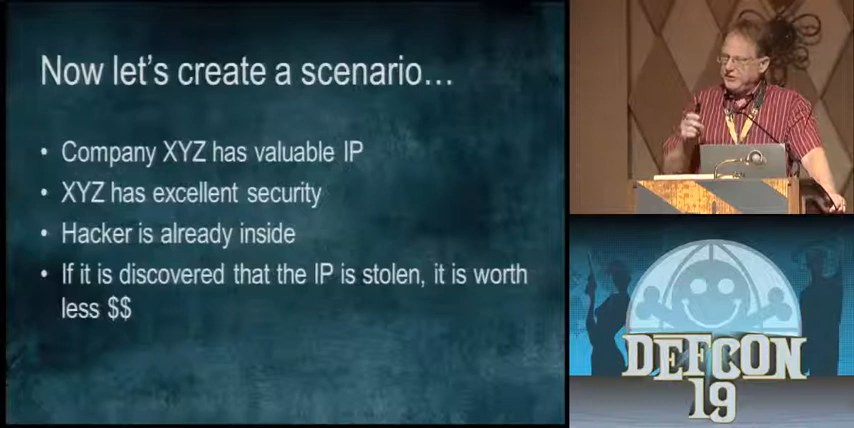 Now let's create a scenario...
• Company XYZ has valuable IP
• XYZ has excellent security
• Hacker is already inside
• If it is discovered that the IP is stolen, it is worth
less $$
DEFCON
19